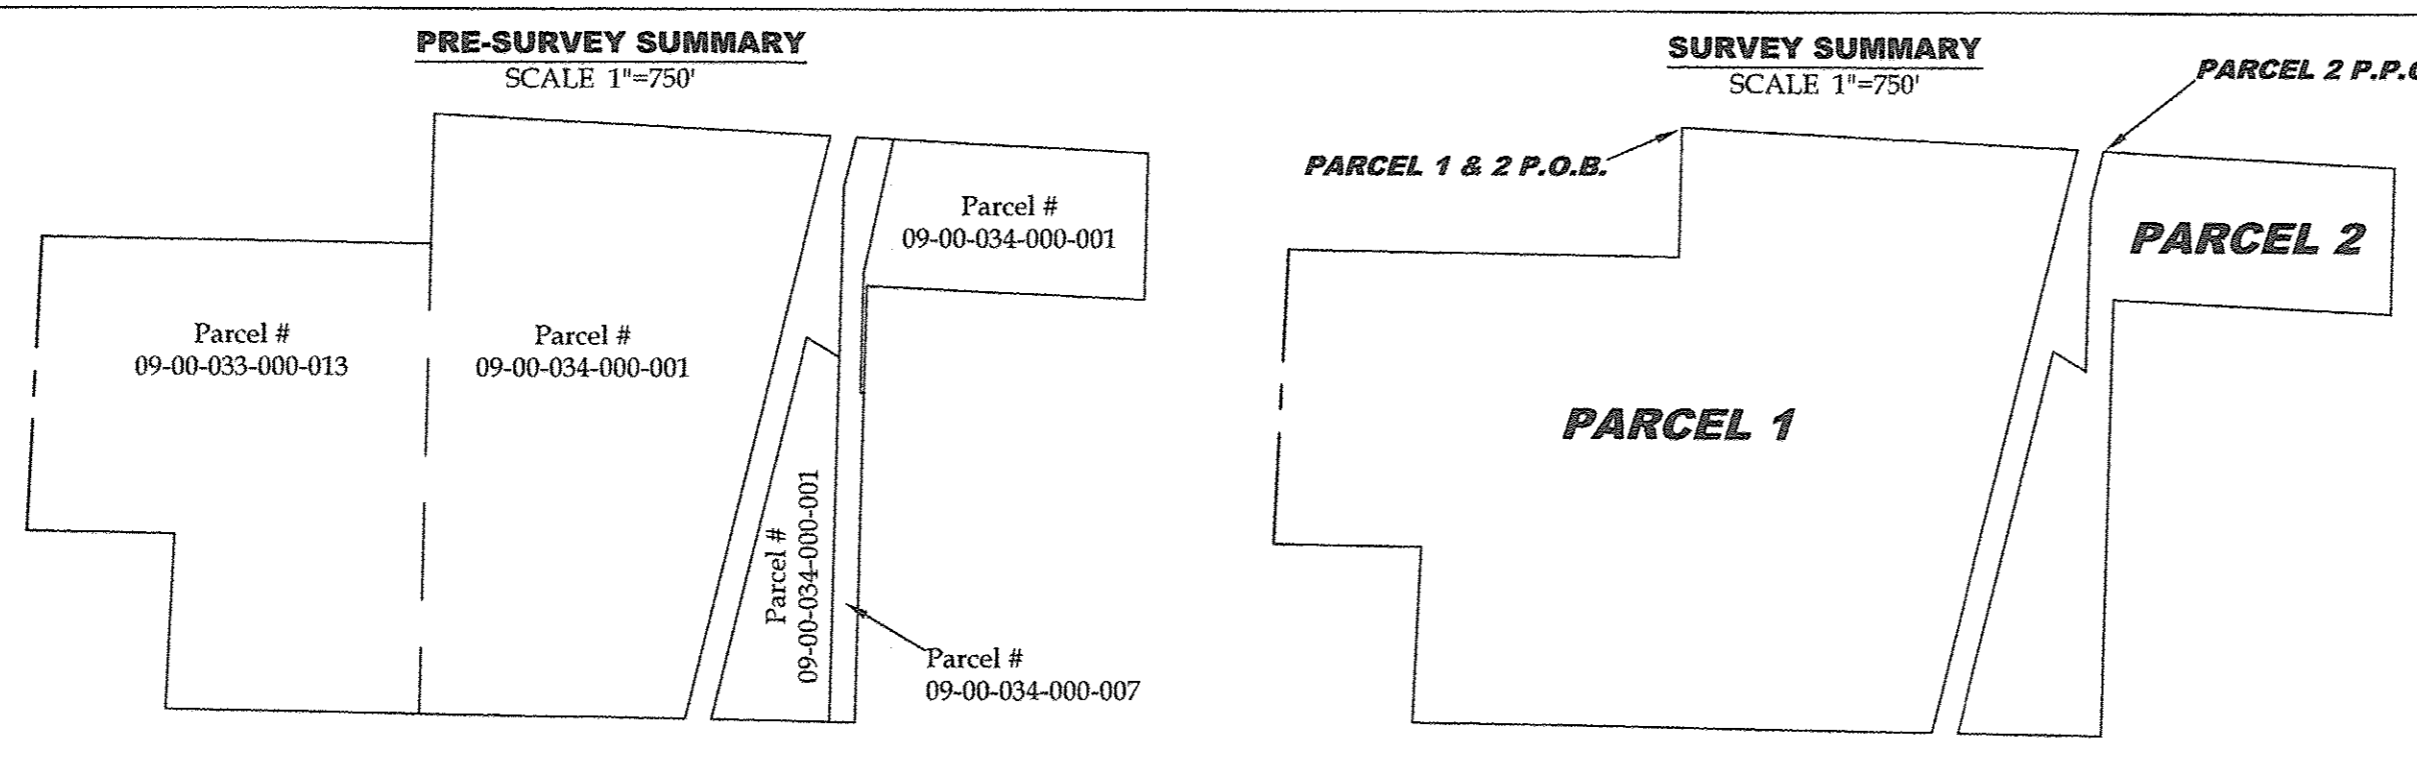 PRE-SURVEY SUMMARY
SCALE 1"=750'
Parcel #
09-00-033-000-013
Parcel #
09-00-034-000-001
Parcel #
09-00-034-000-001
Parcel #
09-00-034-000-001
Parcel #
09-00-034-000-007
SURVEY SUMMARY
SCALE 1"=750'
PARCEL 1 & 2 P.O.B.
PARCEL 2 P.P.
PARCEL 2
PARCEL 1